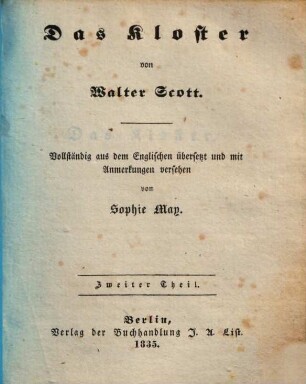 Das Kloster
von
Walter Scott.
Vollständig aus dem Englischen übersetzt und mit
Anmerkungen versehen
von
Sophie May.
Zweiter Theil.
Berlin,
Verlag der Buchhandlung J. A. List.
1835.